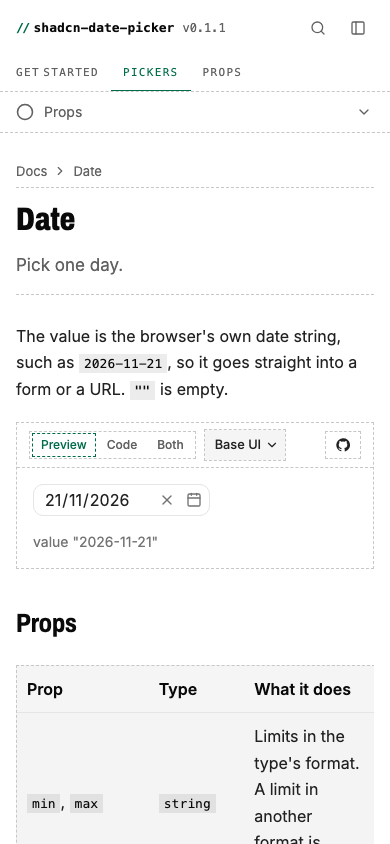 // shadcn-date-picker v0.1.1
GET STARTED PICKERS PROPS
Props
Docs > Date
Date
Pick one day.
The value is the browser's own date string,
such as 2026-11-21, so it goes straight into a
form or a URL. "" is empty.
Preview Code Both Base UI
21/11/2026
value "2026-11-21"
Props
Prop Type What it does
Limits in the
type's format.
A limit in
min, max string another
format is